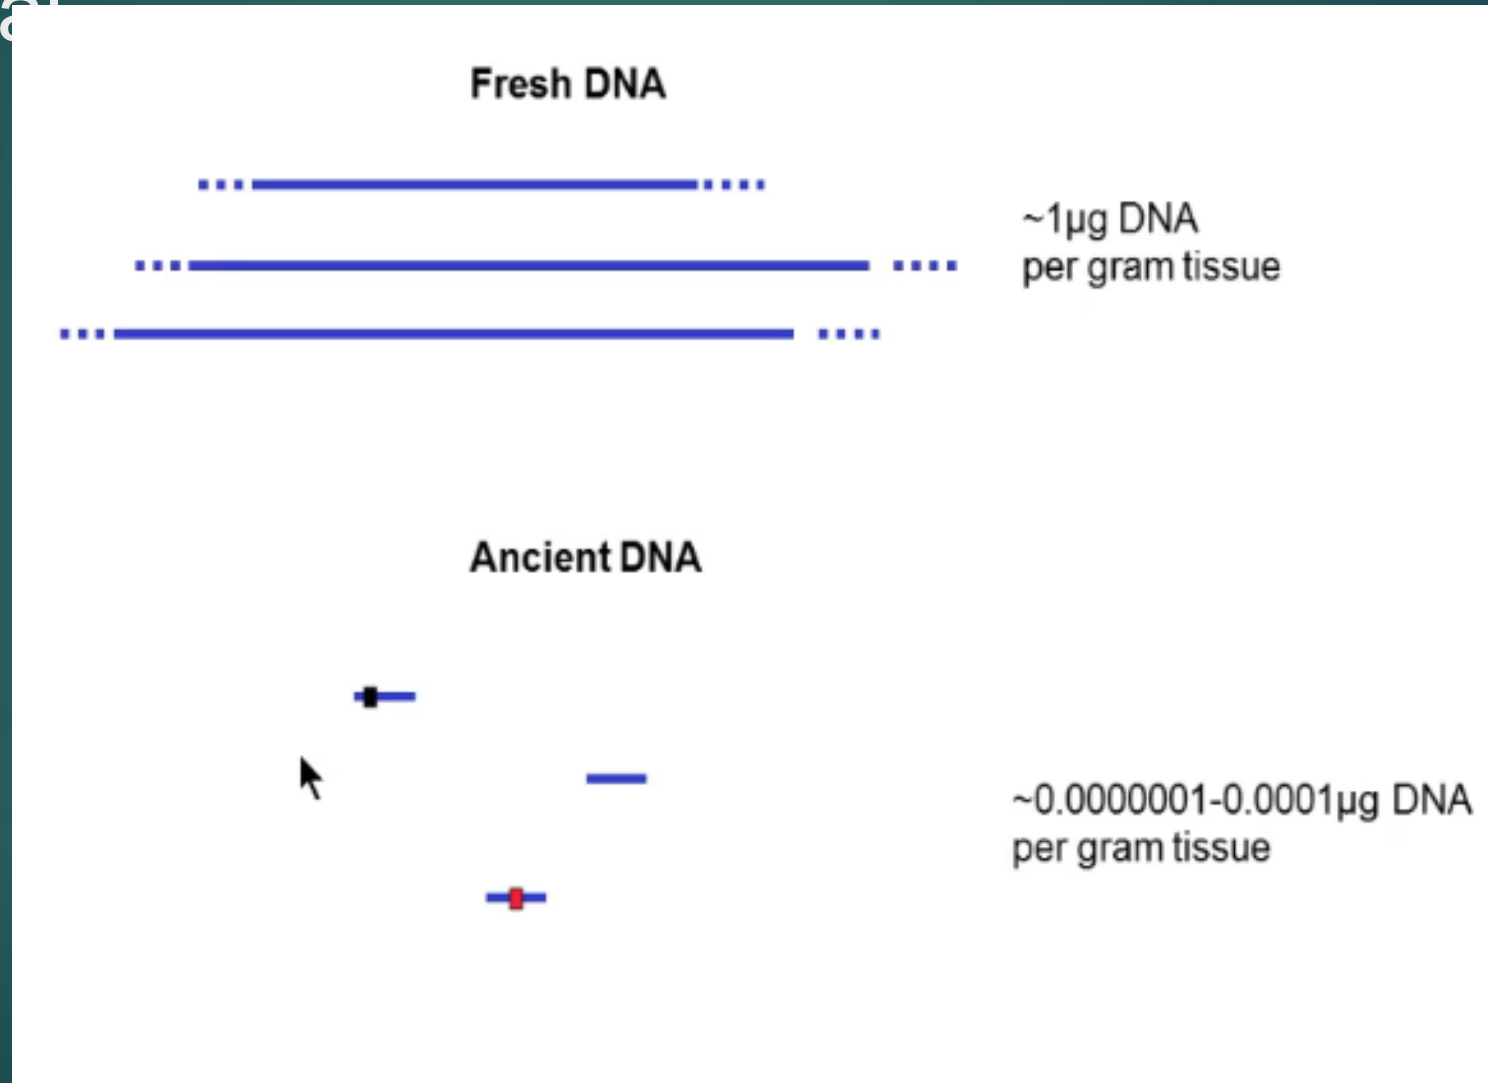 Fresh DNA
~1µg DNA
per gram tissue
Ancient DNA
~0.0000001-0.0001µg DNA
per gram tissue